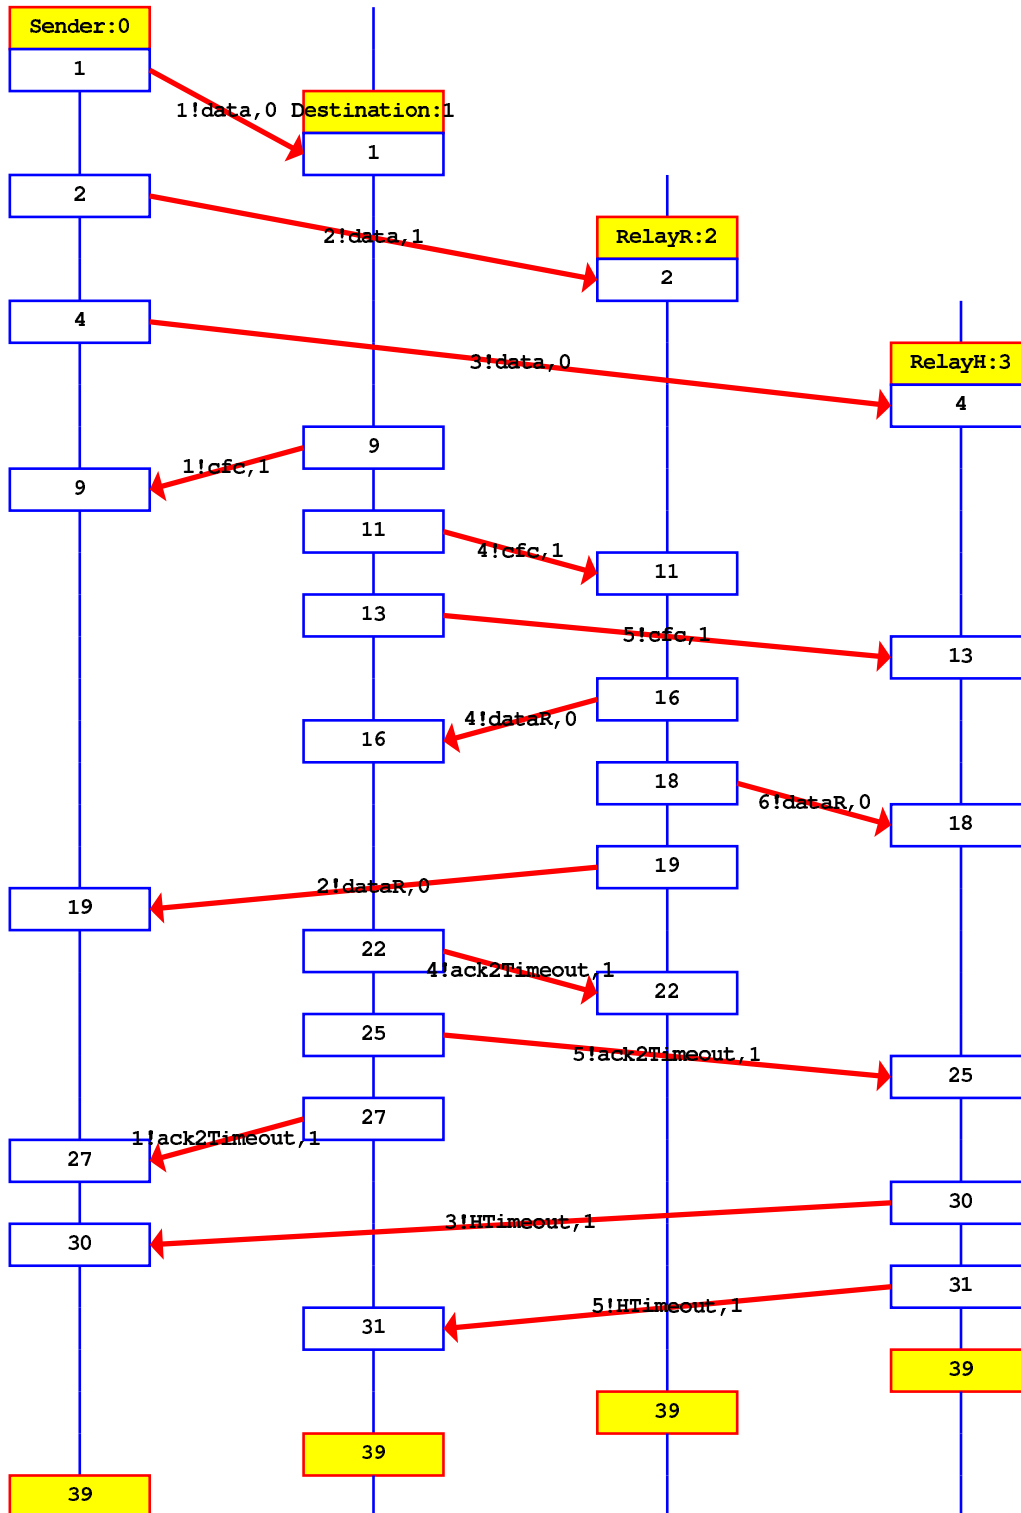 Sender:0
1
1!data,0
Destination:1
1
2
2!data,1
RelayR:2
2
4
3!data,0
RelayH:3
4
9
1!cfc,1
9
11
4!cfc,1
11
13
5!cfc,1
13
16
4!dataR,0
16
18
6!dataR,0
18
19
2!dataR,0
19
22
4!ack2Timeout,1
22
25
5!ack2Timeout,1
25
27
1!ack2Timeout,1
27
30
3!HTimeout,1
30
31
5!HTimeout,1
31
39
39
39
39